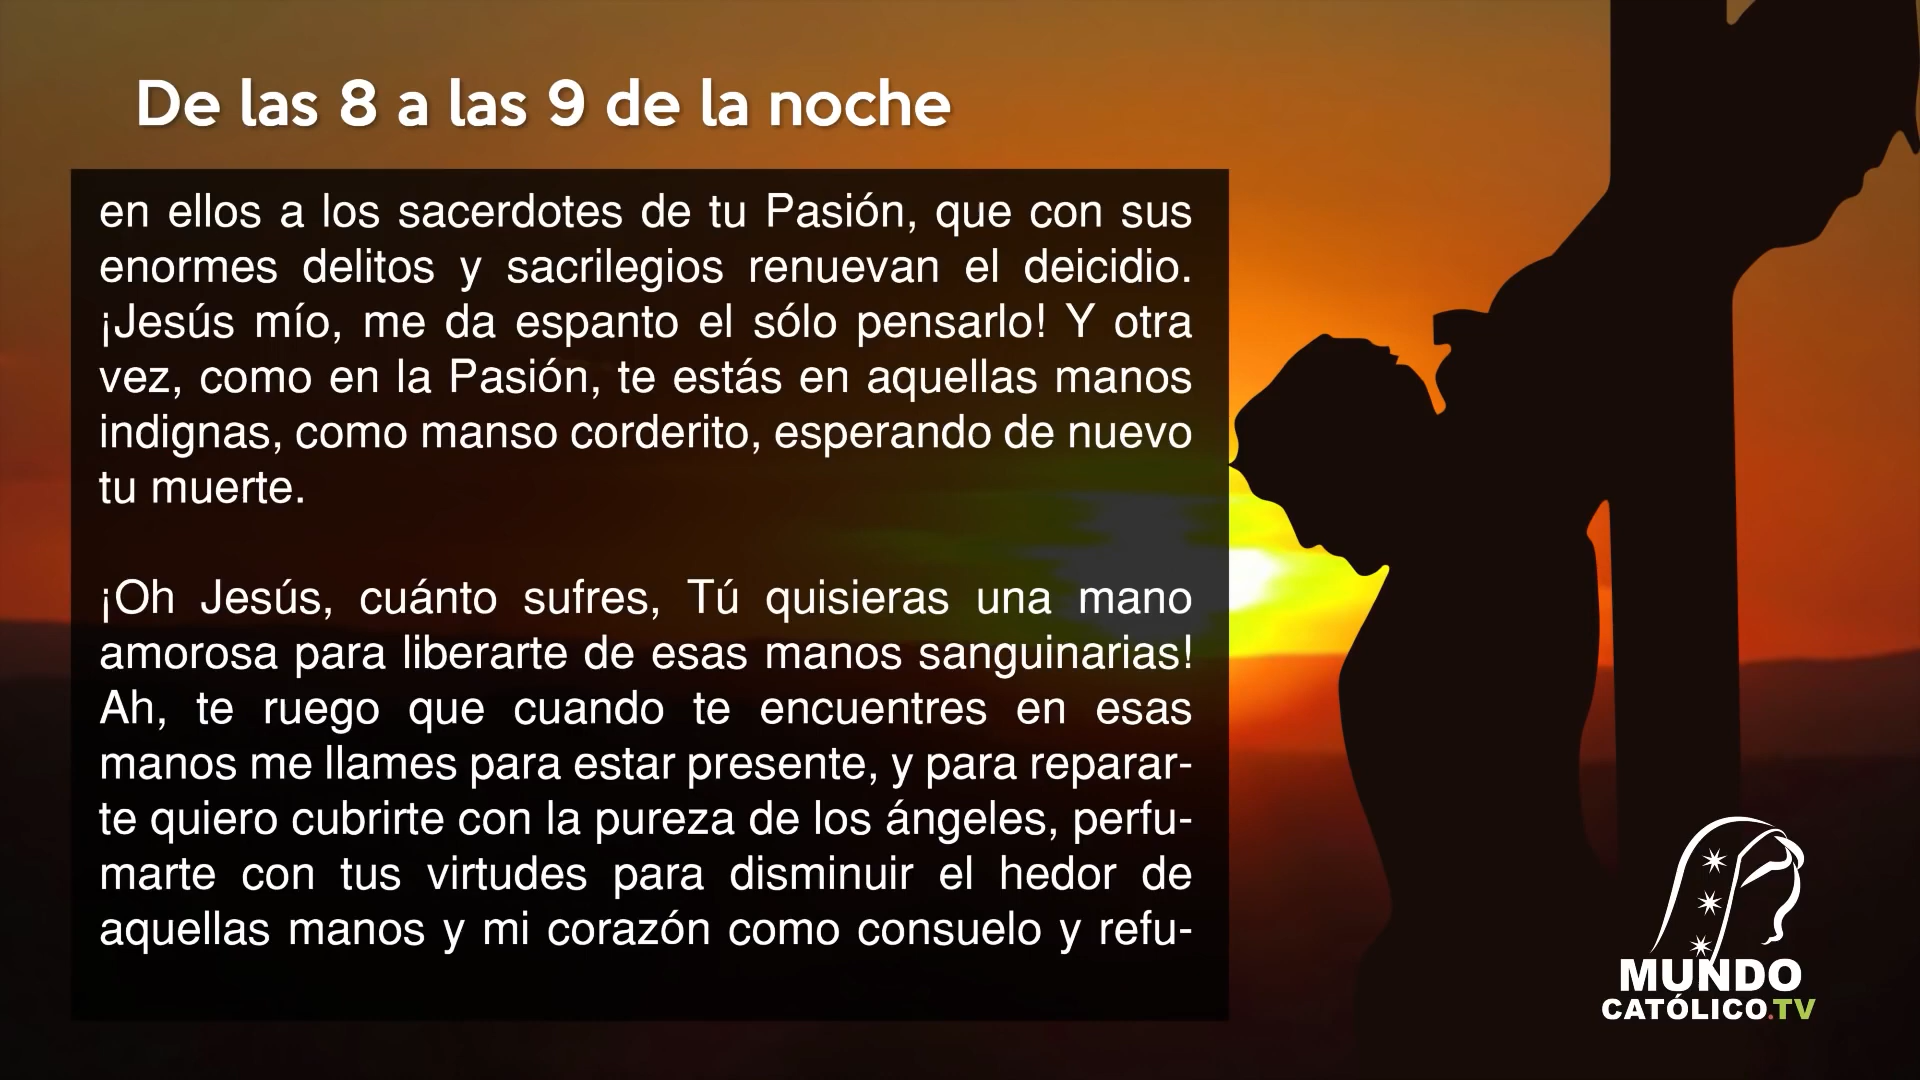 De las 8 a las 9 de la noche
en ellos a los sacerdotes de tu Pasión, que con sus
enormes delitos y sacrilegios renuevan el deicidio.
¡Jesús mío, me da espanto el sólo pensarlo! Y otra
vez, como en la Pasión, te estás en aquellas manos
indignas, como manso corderito, esperando de nuevo
tu muerte.
¡Oh Jesús, cuánto sufres, Tú quisieras una mano
amorosa para liberarte de esas manos sanguinarias!
Ah, te ruego que cuando te encuentres en esas
manos me llames para estar presente, y para reparar-
te quiero cubrirte con la pureza de los ángeles, perfu-
marte con tus virtudes para disminuir el hedor de
aquellas manos y mi corazón como consuelo y refu-
MUNDO
CATÓLICO.TV